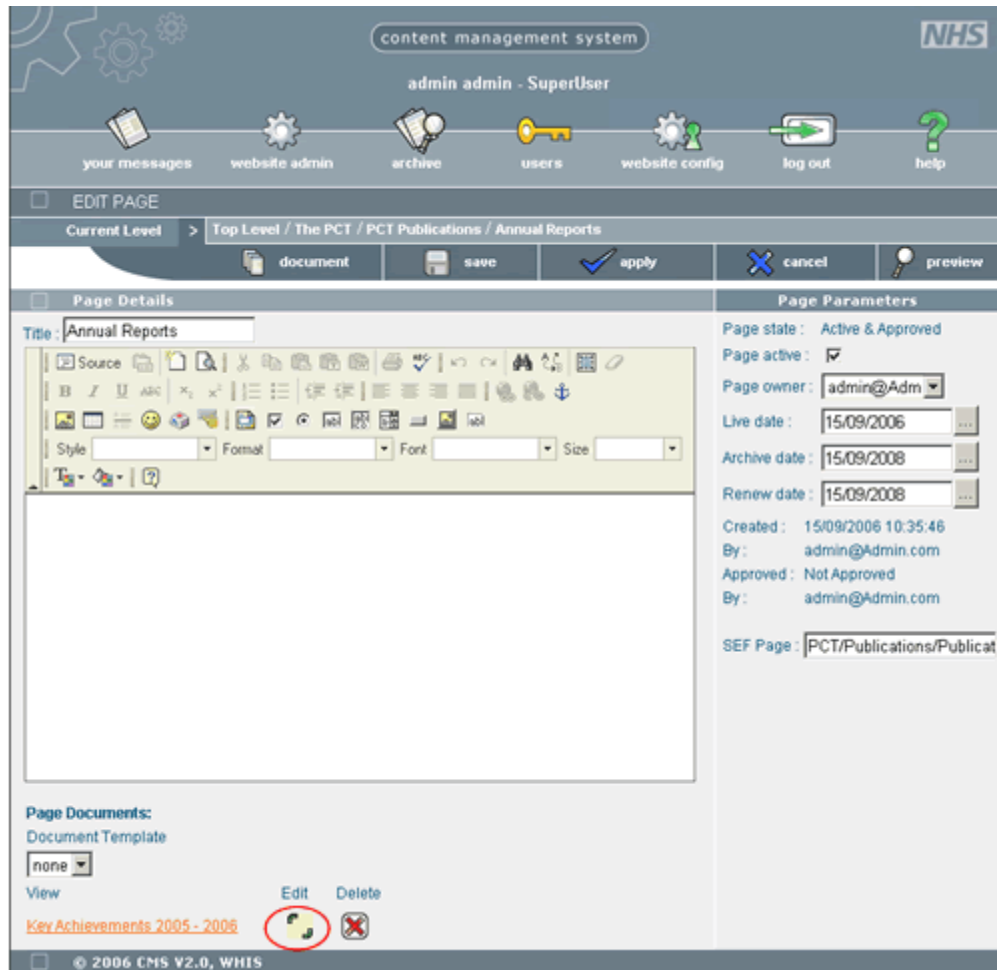 content management system
NHS
admin admin - SuperUser
your messages website admin archive users website config log out help
EDIT PAGE
Current Level > Top Level / The PCT / PCT Publications / Annual Reports
document save apply cancel preview
Page Details
Title : Annual Reports
Source
B I U ABC x₂ x²
Style Format Font Size
Page Parameters
Page state : Active & Approved
Page active :
Page owner : admin@Adm
Live date : 15/09/2006 ...
Archive date : 15/09/2008 ...
Renew date : 15/09/2008 ...
Created : 15/09/2006 10:35:46
By : admin@Admin.com
Approved : Not Approved
By : admin@Admin.com
SEF Page : PCT/Publications/Publicat
Page Documents:
Document Template
none
View Edit Delete
Key Achievements 2005 - 2006
© 2006 CMS V2.0, WHIS